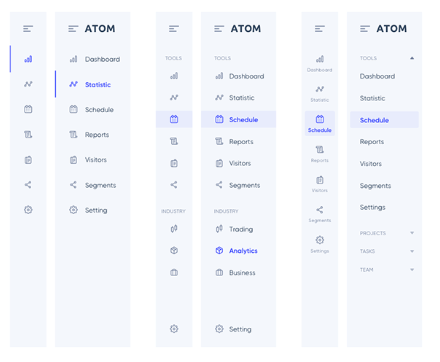 ATOM
Dashboard
Statistic
Schedule
Reports
Visitors
Segments
Setting
TOOLS
INDUSTRY
ATOM
TOOLS
Dashboard
Statistic
Schedule
Reports
Visitors
Segments
INDUSTRY
Trading
Analytics
Business
Setting
Dashboard
Statistic
Schedule
Reports
Visitors
Segments
Settings
ATOM
TOOLS
Dashboard
Statistic
Schedule
Reports
Visitors
Segments
Settings
PROJECTS
TASKS
TEAM